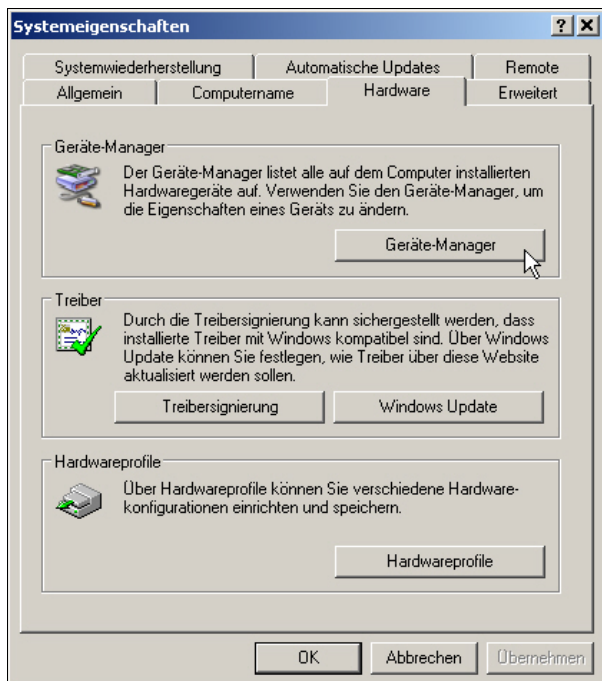 Systemeigenschaften
Systemwiederherstellung Automatische Updates Remote
Allgemein Computername Hardware Erweitert
Geräte-Manager
Der Geräte-Manager listet alle auf dem Computer installierten
Hardwaregeräte auf. Verwenden Sie den Geräte-Manager, um
die Eigenschaften eines Geräts zu ändern.
Geräte-Manager
Treiber
Durch die Treibersignierung kann sichergestellt werden, dass
installierte Treiber mit Windows kompatibel sind. Über Windows
Update können Sie festlegen, wie Treiber über diese Website
aktualisiert werden sollen.
Treibersignierung Windows Update
Hardwareprofile
Über Hardwareprofile können Sie verschiedene Hardware-
konfigurationen einrichten und speichern.
Hardwareprofile
OK Abbrechen Übernehmen